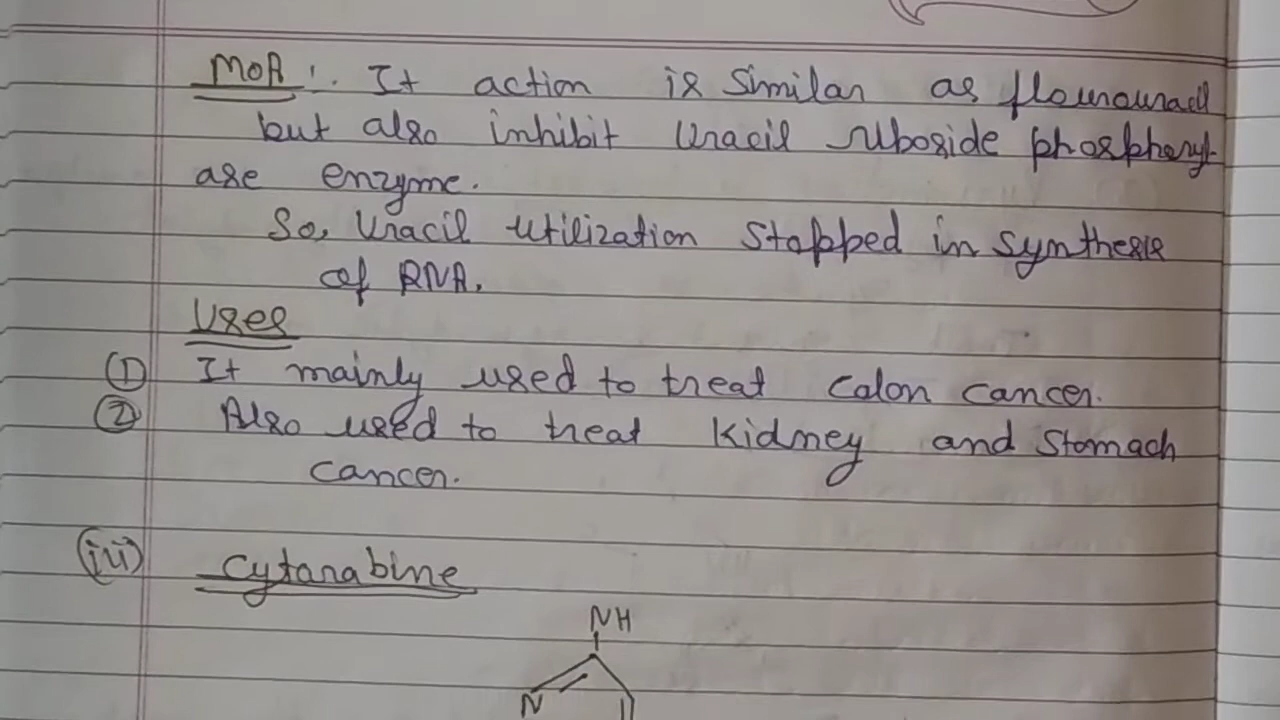 MOA :. It action is similar as flourouracil
but also inhibit Uracil ruboside phosphoryl-
ase enzyme.
So, Uracil utilization stopped in synthesis
of RNA.
Uses
(1) It mainly used to treat colon cancer.
(2) Also used to treat kidney and stomach
cancer.
(iii) Cytarabine
NH
N